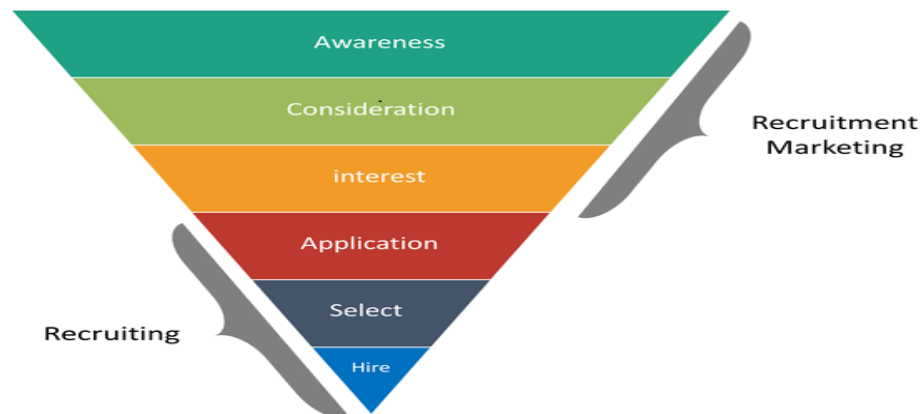 Awareness
Consideration
interest
Application
Select
Hire
Recruitment
Marketing
Recruiting